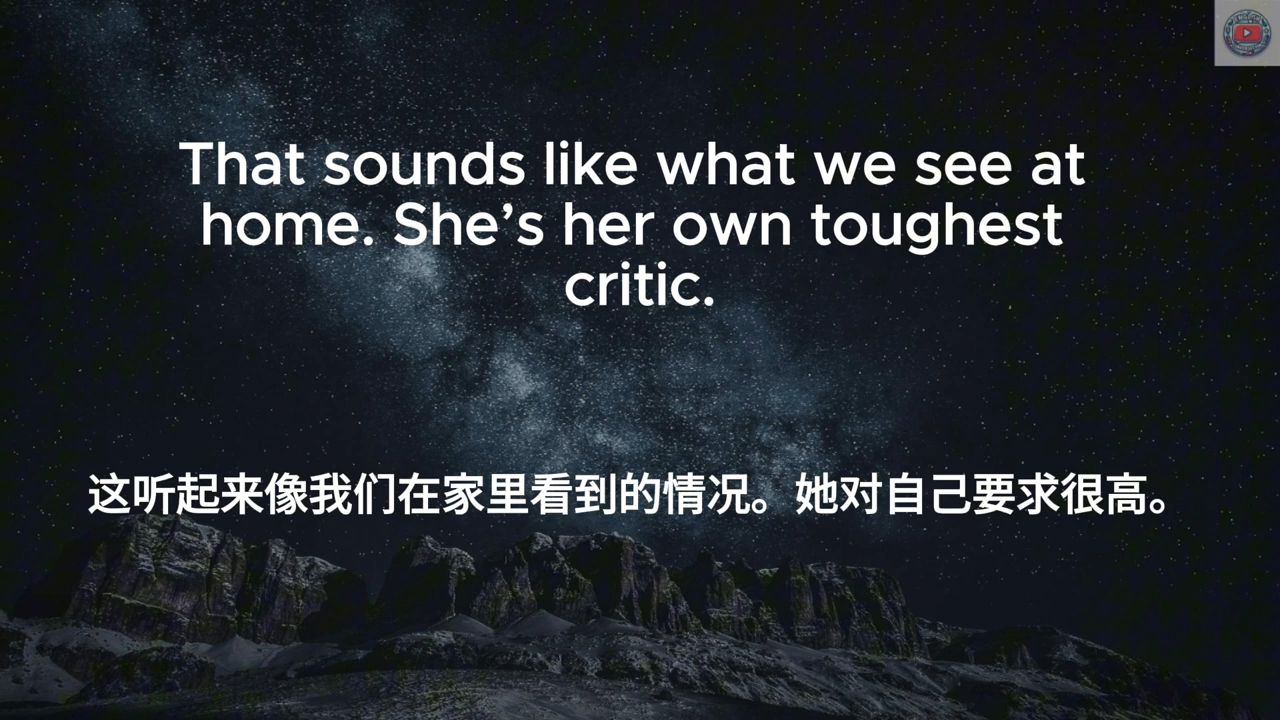 That sounds like what we see at
home. She’s her own toughest
critic.
这听起来像我们在家里看到的情况。她对自己要求很高。